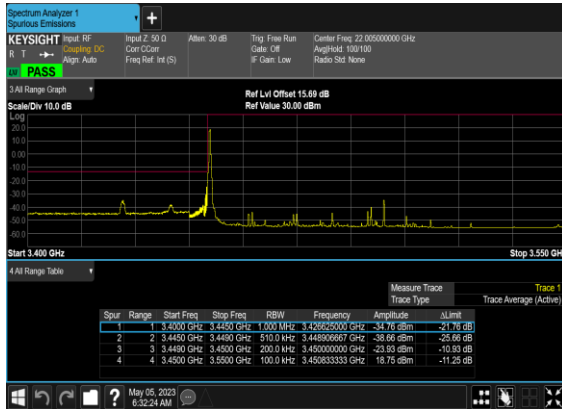 Spectrum Analyzer 1
Spurious Emissions
+
KEYSIGHT Input: RF Input Z: 50 Ω Atten: 30 dB Trig: Free Run Center Freq: 22.005000000 GHz
R T Coupling: DC Corr CCorr Gate: Off Avg|Hold: 100/100
Align: Auto Freq Ref: Int (S) IF Gain: Low Radio Std: None
LXI PASS
3 All Range Graph
Ref Lvl Offset 15.69 dB
Scale/Div 10.0 dB Ref Value 30.00 dBm
Log
20.0
10.0
0.00
-10.0
-20.0
-30.0
-40.0
-50.0
-60.0
Start 3.400 GHz Stop 3.550 GH
4 All Range Table
Measure Trace Trace 1
Trace Type Trace Average (Active)
Spur Range Start Freq Stop Freq RBW Frequency Amplitude ΔLimit
1 1 3.4000 GHz 3.4450 GHz 1.000 MHz 3.426625000 GHz -34.76 dBm -21.76 dB
2 2 3.4450 GHz 3.4490 GHz 510.0 kHz 3.448906667 GHz -38.66 dBm -25.66 dB
3 3 3.4490 GHz 3.4500 GHz 200.0 kHz 3.450000000 GHz -23.93 dBm -10.93 dB
4 4 3.4500 GHz 3.5500 GHz 100.0 kHz 3.450833333 GHz 18.75 dBm -11.25 dB
? May 05, 2023
6:32:24 AM